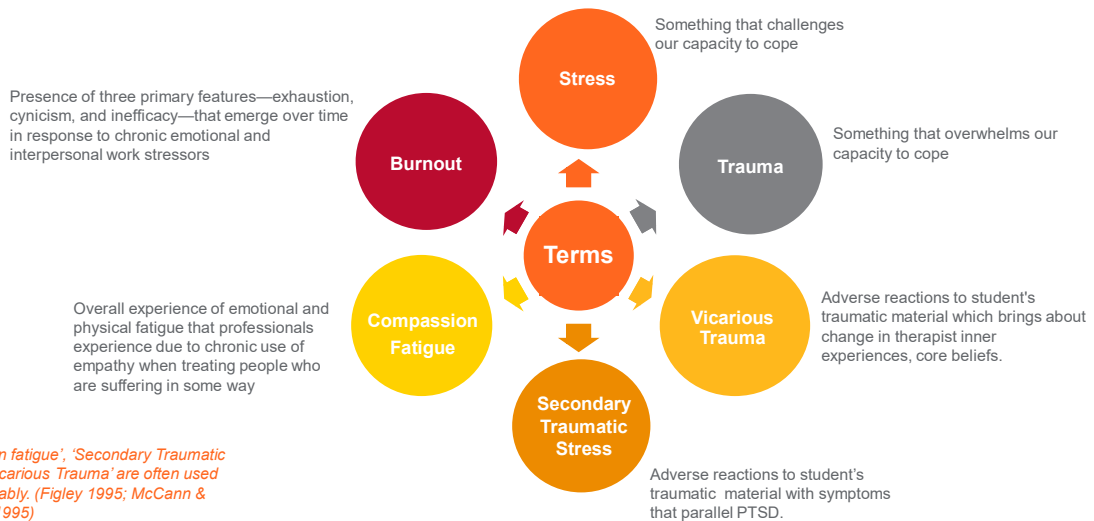 Something that challenges
our capacity to cope
Stress
Presence of three primary features—exhaustion,
cynicism, and inefficacy—that emerge over time
in response to chronic emotional and
interpersonal work stressors
Burnout
Trauma
Something that overwhelms our
capacity to cope
Terms
Overall experience of emotional and
physical fatigue that professionals
experience due to chronic use of
empathy when treating people who
are suffering in some way
Compassion
Fatigue
Vicarious
Trauma
Adverse reactions to student's
traumatic material which brings about
change in therapist inner
experiences, core beliefs.
Secondary
Traumatic
Stress
Adverse reactions to student’s
traumatic material with symptoms
that parallel PTSD.
fatigue’, ‘Secondary Traumatic
Trauma’ are often used
(Figley 1995; McCann &
1995)